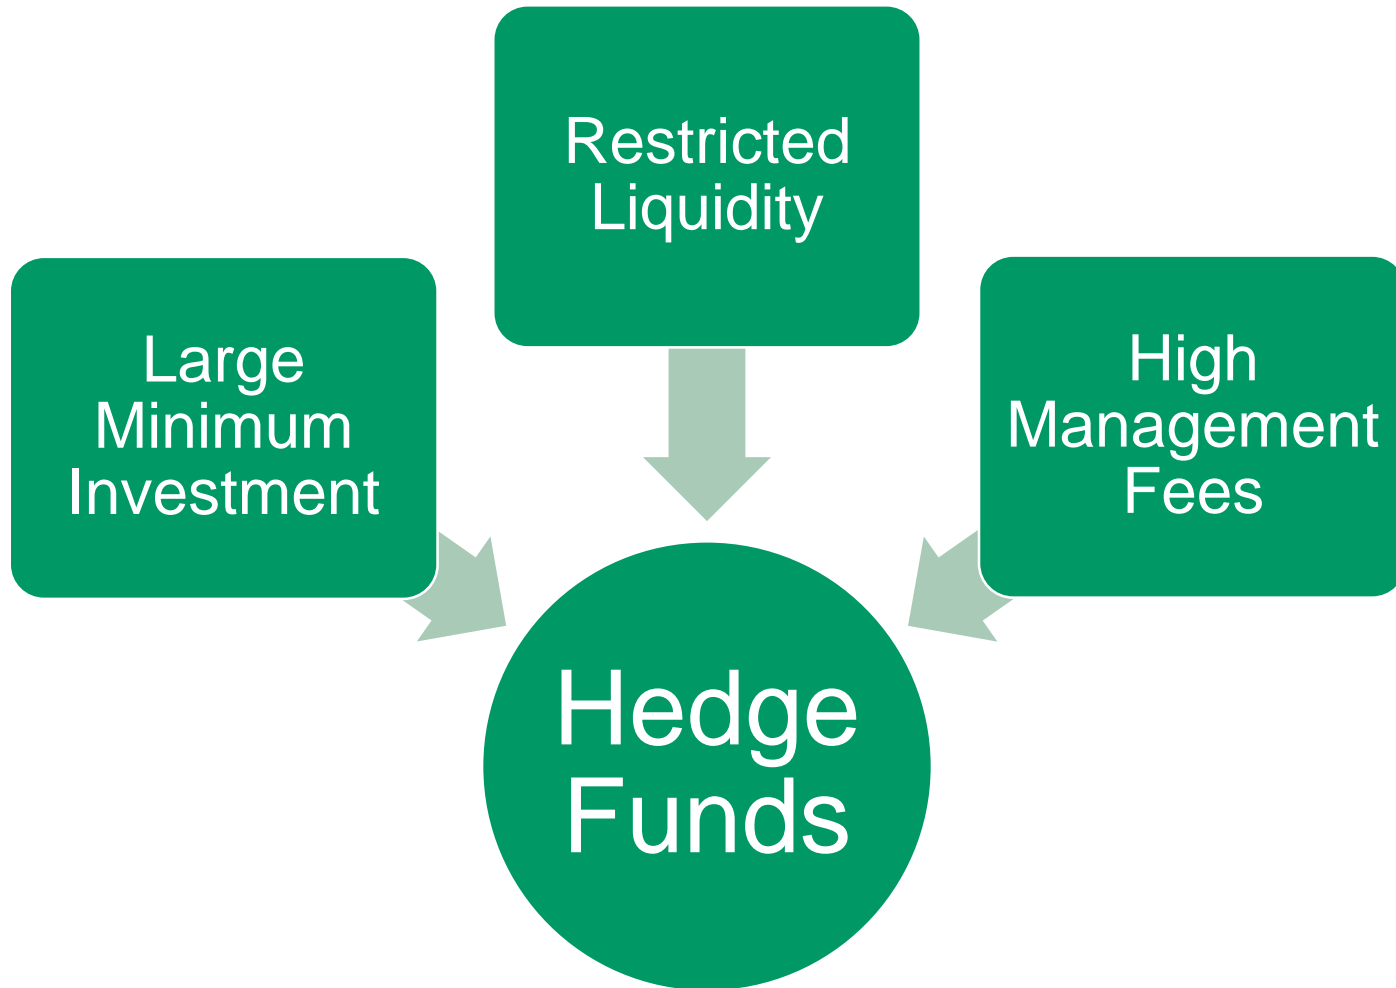 Restricted
Liquidity
Large
Minimum
Investment
High
Management
Fees
Hedge
Funds